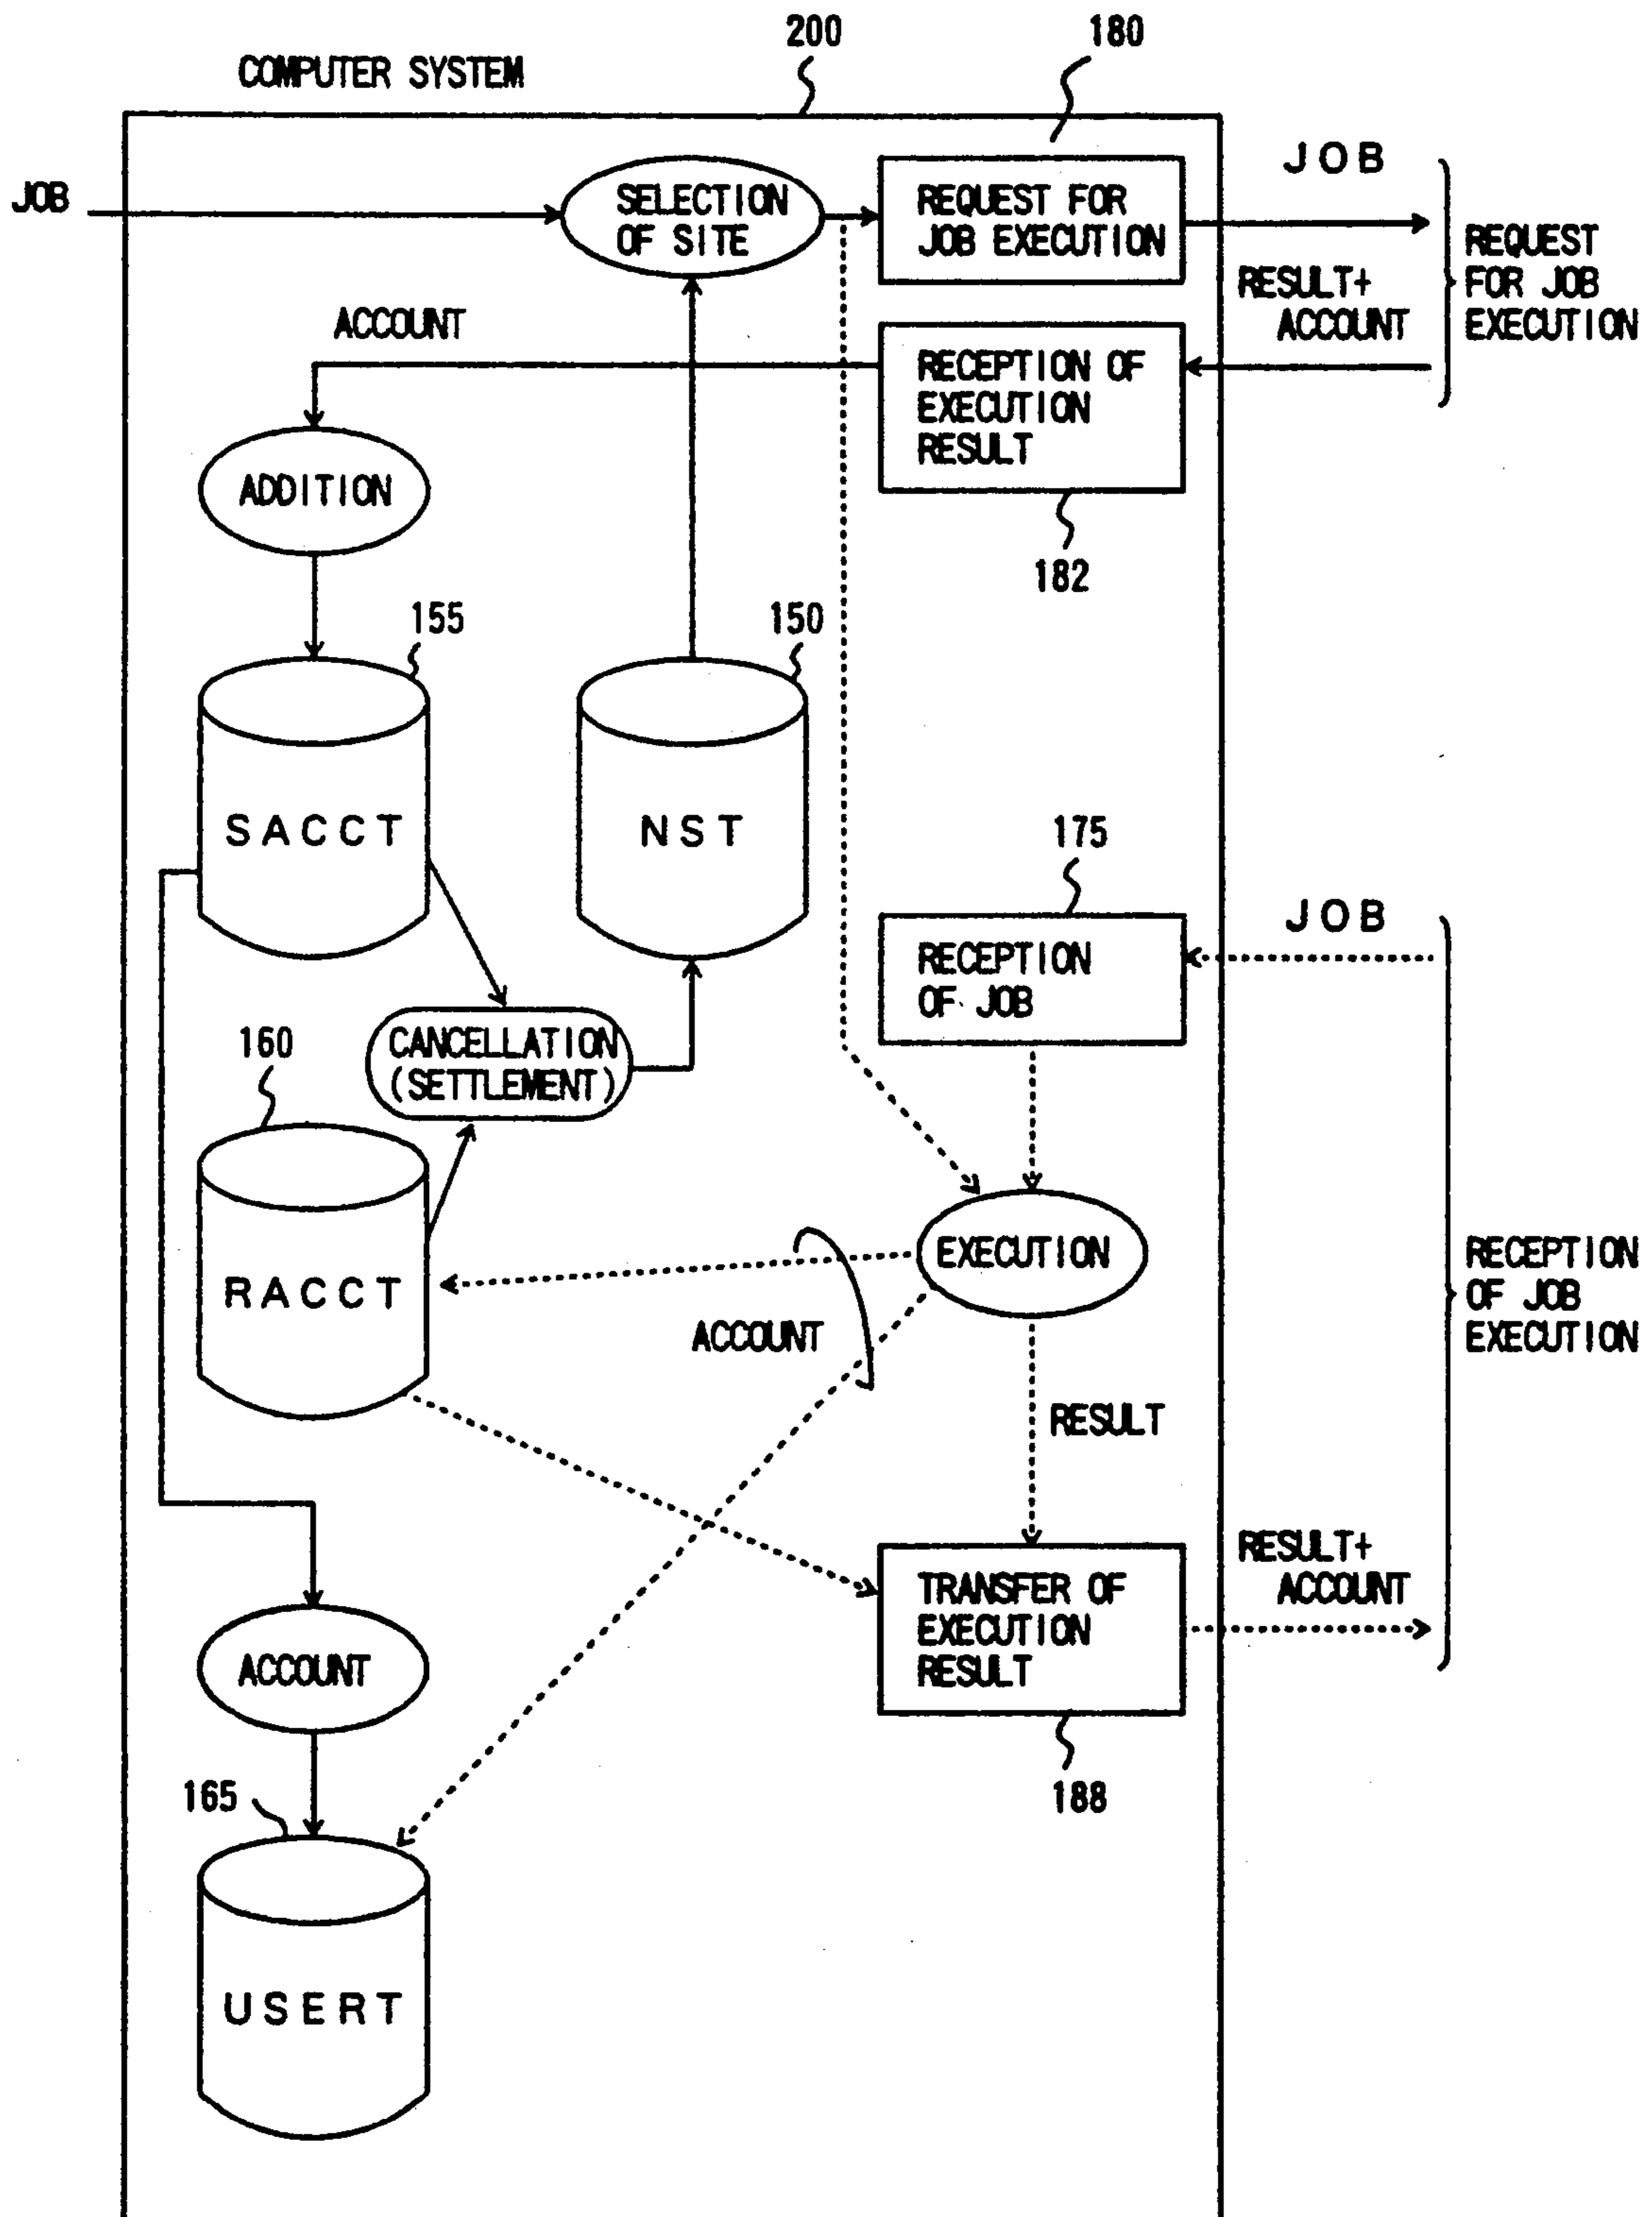 200
180
COMPUTER SYSTEM
JOB
JOB
SELECTION
OF SITE
REQUEST FOR
JOB EXECUTION
REQUEST
FOR JOB
EXECUTION
RESULT+
ACCOUNT
ACCOUNT
RECEPTION OF
EXECUTION
RESULT
ADDITION
182
155
150
SACCT
NST
175
JOB
RECEPTION
OF JOB
160
CANCELLATION
(SETTLEMENT)
RACCT
EXECUTION
ACCOUNT
RECEPTION
OF JOB
EXECUTION
RESULT
RESULT+
ACCOUNT
TRANSFER OF
EXECUTION
RESULT
ACCOUNT
188
165
USERT